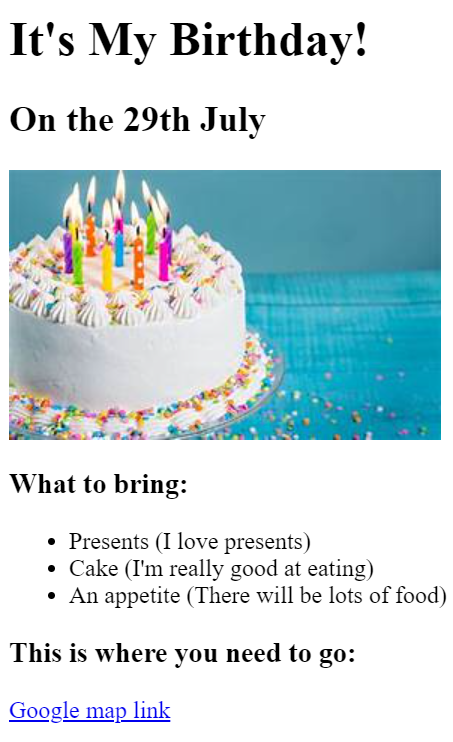 It's My Birthday!
On the 29th July
What to bring:
Presents (I love presents)
Cake (I'm really good at eating)
An appetite (There will be lots of food)
This is where you need to go:
Google map link